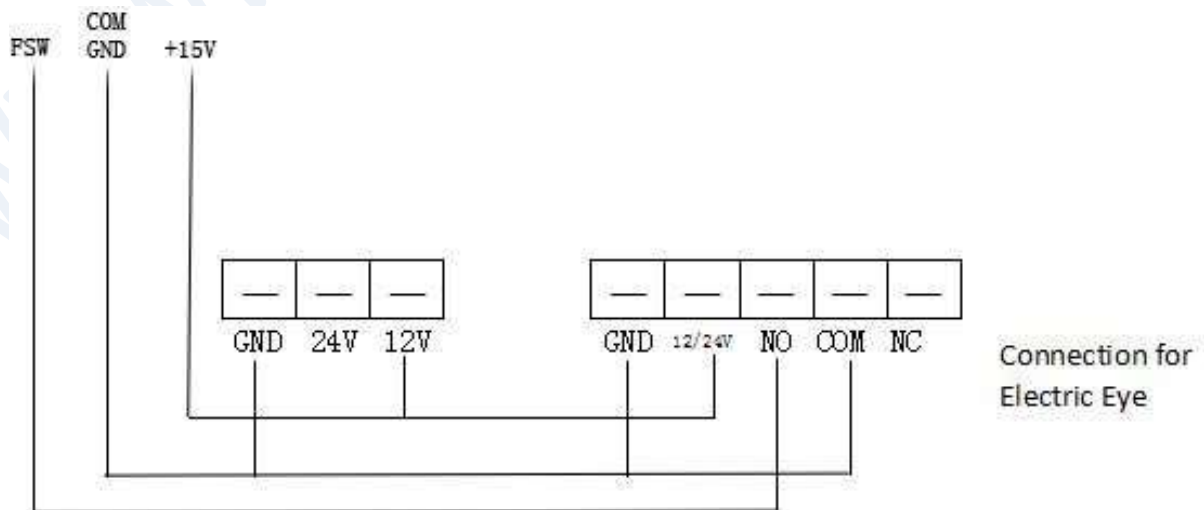 COM
PSW GND +15V
GND 24V 12V GND 12/24V NO COM NC
Connection for
Electric Eye